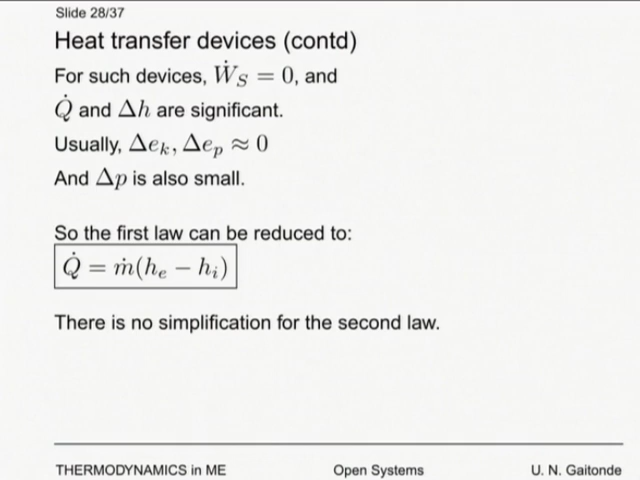 Slide 28/37
Heat transfer devices (contd)
For such devices, Ẇ_S = 0, and
Q̇ and Δh are significant.
Usually, Δe_k, Δe_p ≈ 0
And Δp is also small.
So the first law can be reduced to:
Q̇ = ṁ(h_e − h_i)
There is no simplification for the second law.
THERMODYNAMICS in ME Open Systems U. N. Gaitonde